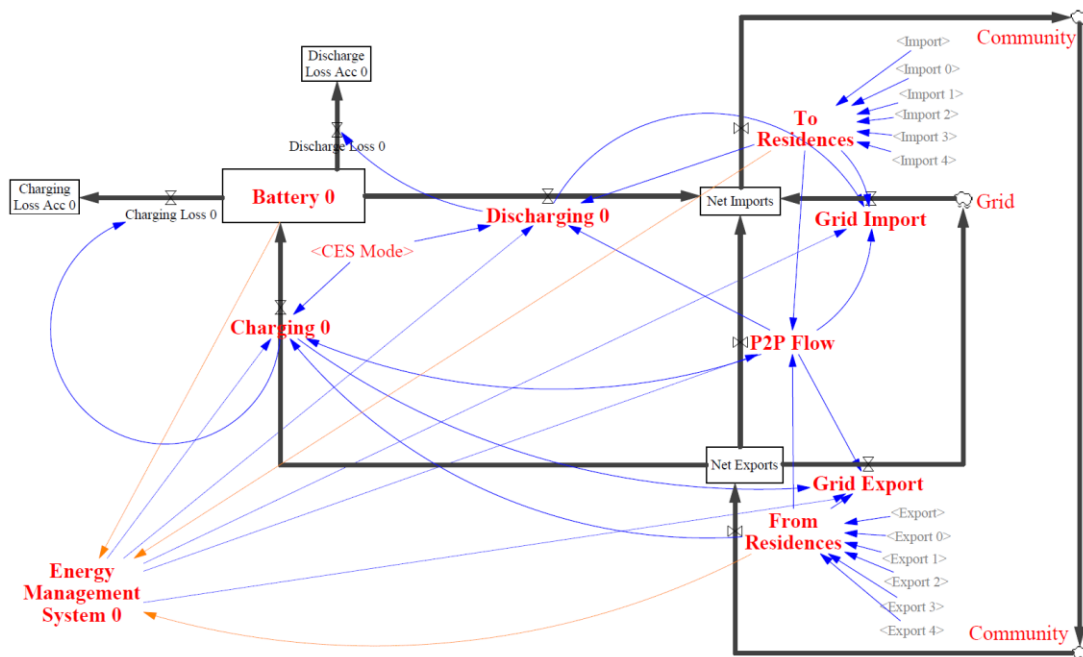 Community
Discharge
Loss Acc 0
<Import>
<Import 0>
<Import 1>
<Import 2>
<Import 3>
<Import 4>
To
Residences
Discharge Loss 0
Charging
Loss Acc 0
Charging Loss 0
Battery 0
Discharging 0
Net Imports
Grid Import
Grid
<CES Mode>
Charging 0
P2P Flow
Net Exports
Grid Export
From
Residences
<Export>
<Export 0>
<Export 1>
<Export 2>
<Export 3>
<Export 4>
Energy
Management
System 0
Community